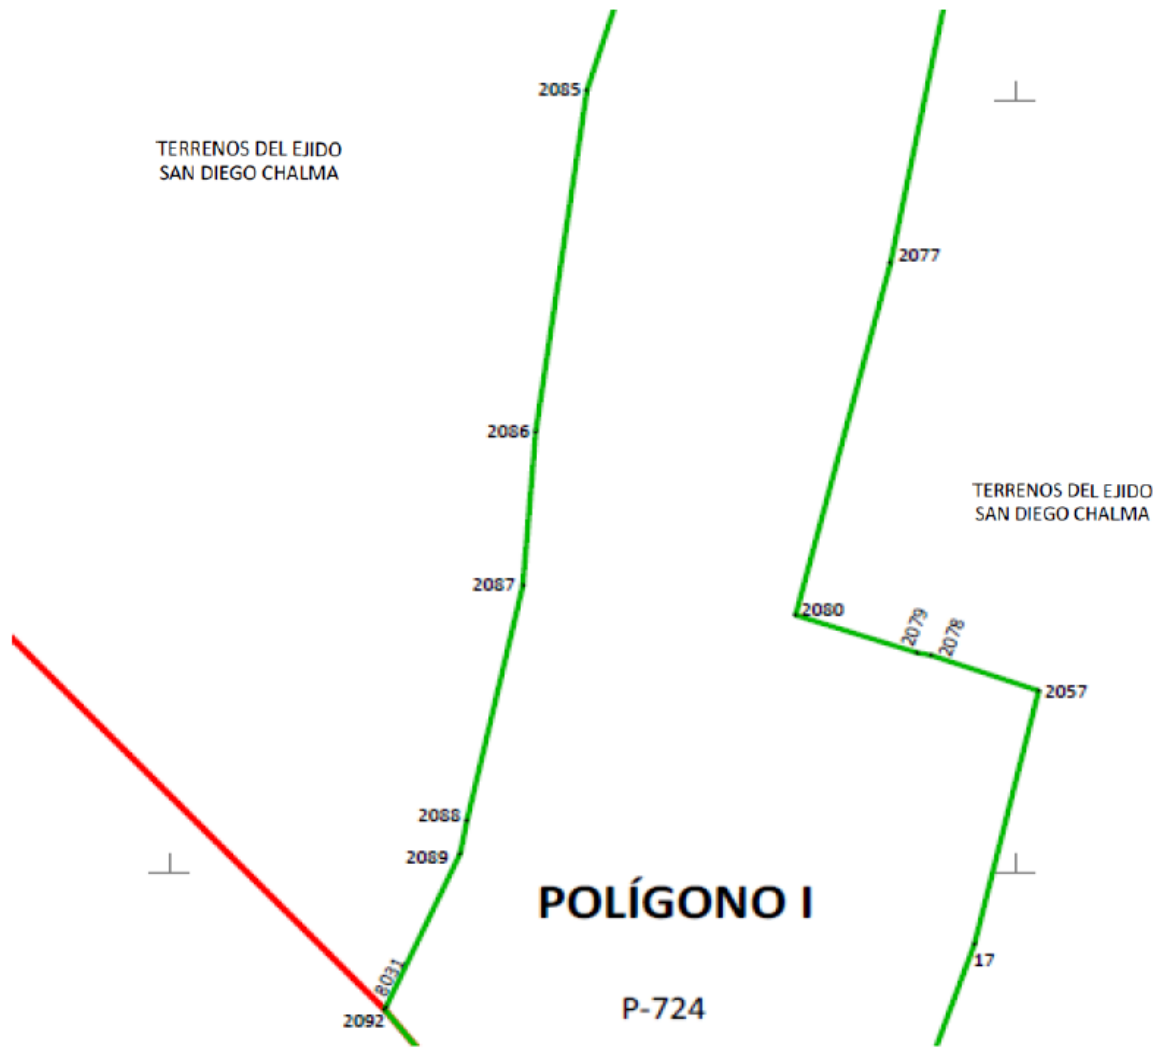 2085
TERRENOS DEL EJIDO
SAN DIEGO CHALMA
2077
2086
TERRENOS DEL EJIDO
SAN DIEGO CHALMA
2087
2080
2079
2078
2057
2088
2089
POLÍGONO I
17
8031
P-724
2092